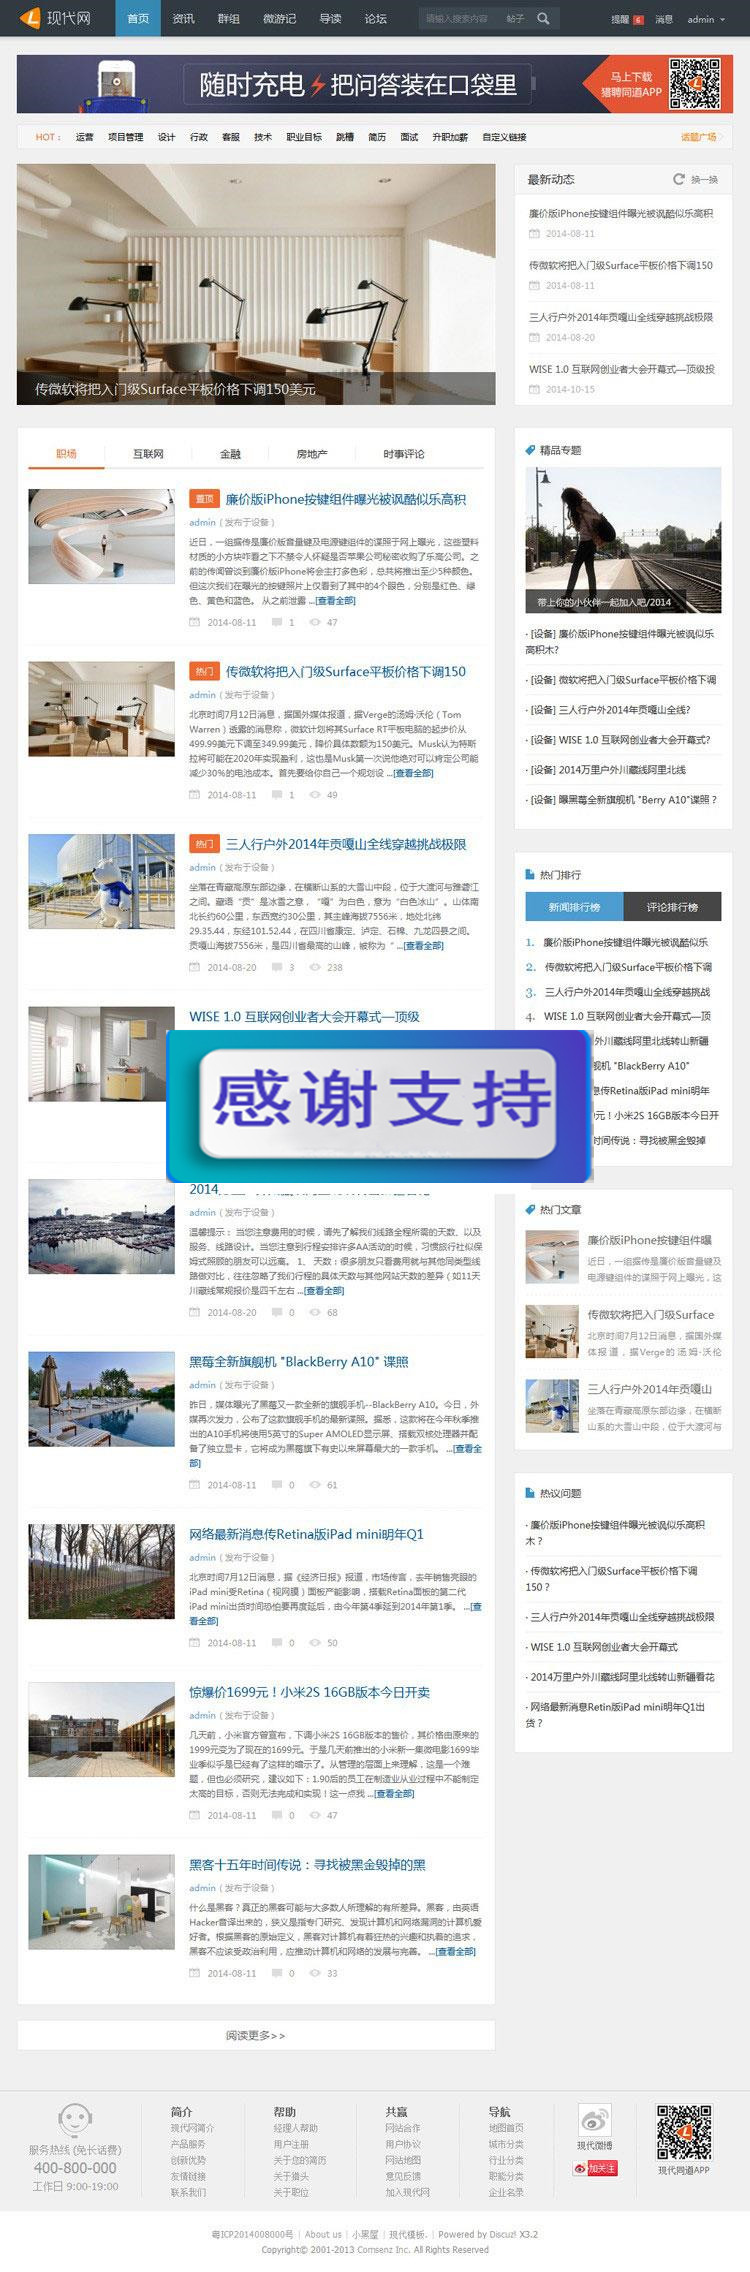 现代网
首页 资讯 群组 微游记 导读 论坛
请输入搜索内容 帖子
提醒 6 消息 admin
随时充电 把问答装在口袋里
马上下载
猎聘同道APP
HOT： 运营 项目管理 设计 行政 客服 技术 职业目标 跳槽 简历 面试 升职加薪 自定义链接 话题广场
传微软将把入门级Surface平板价格下调150美元
最新动态 换一换
廉价版iPhone按键组件曝光被讽酷似乐高积
2014-08-11
传微软将把入门级Surface平板价格下调150
2014-08-11
三人行户外2014年贡嘎山全线穿越挑战极限
2014-08-20
WISE 1.0 互联网创业者大会开幕式—顶级投
2014-10-15
职场 互联网 金融 房地产 时事评论
置顶 廉价版iPhone按键组件曝光被讽酷似乐高积
admin ( 发布于设备 )
近日，一组据传是廉价版音量键及电源键组件的谍照于网上曝光，这些塑料
材质的小方块咋看之下不禁令人怀疑是否苹果公司秘密收购了乐高公司。之
前的传闻曾谈到廉价版iPhone将会主打多色彩，总共将推出至少5种颜色。
但这次我们在曝光的按键照片上仅看到了其中的4个颜色，分别是红色、绿
色、黄色和蓝色。 从之前泄露 ...[查看全部]
2014-08-11 1 47
热门 传微软将把入门级Surface平板价格下调150
admin ( 发布于设备 )
北京时间7月12日消息，据国外媒体报道，据Verge的汤姆·沃伦（Tom
Warren）透露的消息称，微软计划将其Surface RT平板电脑的起步价从
499.99美元下调至349.99美元，降价具体数额为150美元。Musk认为特斯
拉将可能在2020年实现盈利，这也是Musk第一次说他绝对可以肯定公司能
减少30%的电池成本。首先要给你自己一个规划设 ...[查看全部]
2014-08-11 1 49
热门 三人行户外2014年贡嘎山全线穿越挑战极限
admin ( 发布于设备 )
坐落在青藏高原东部边缘，在横断山系的大雪山中段，位于大渡河与雅砻江
之间。藏语“贡”是冰雪之意，“嘎”为白色，意为“白色冰山”。山体南
北长约60公里，东西宽约30公里，其主峰海拔7556米，地处北纬
29.35.44，东经101.52.44，在四川省康定、泸定、石棉、九龙四县之间。
贡嘎山海拔7556米，是四川省最高的山峰，被称为“ ...[查看全部]
2014-08-20 3 238
WISE 1.0 互联网创业者大会开幕式—顶级
感谢支持
2014
admin ( 发布于设备 )
温馨提示： 当您注意费用的时候，请先了解我们线路全程所需的天数、以及
服务、线路设计。当您注意到行程安排许多AA活动的时候，习惯旅行社似保
姆式照顾的朋友可以远离。 1、 天数：很多朋友只看费用就与其他同类型线
路做对比，往往忽略了我们行程的具体天数与其他网站天数的差异（如11天
川藏线常规报价是四千左右 ...[查看全部]
2014-08-20 0 68
黑莓全新旗舰机 "BlackBerry A10" 谍照
admin ( 发布于设备 )
昨日，媒体曝光了黑莓又一款全新的旗舰手机--BlackBerry A10。今日，外
媒再次发力，公布了这款旗舰手机的最新谍照。据悉，这款将在今年秋季推
出的A10手机将使用5英寸的Super AMOLED显示屏、搭载双核处理器并配
备了独立显卡，它将成为黑莓旗下有史以来屏幕最大的一款手机。 ...[查看全
部]
2014-08-11 0 61
网络最新消息传Retina版iPad mini明年Q1
admin ( 发布于设备 )
北京时间7月12日消息，据《经济日报》报道，市场传言，去年销售亮眼的
iPad mini受Retina（视网膜）面板产能影响，搭载Retina面板的第二代
iPad mini出货时间恐怕要再度延后，由今年第4季延到2014年第1季。 ...[查
看全部]
2014-08-11 0 50
惊爆价1699元！小米2S 16GB版本今日开卖
admin ( 发布于设备 )
几天前，小米官方曾宣布，下调小米2S 16GB版本的售价，其价格由原来的
1999元变为了现在的1699元。于是几天前推出的小米新一集微电影1699毕
业季似乎是已经有了这样的暗示了。从管理的层面上来理解，这是一个难
题，但也必须研究，建议如下：1.90后的员工在制造业从业过程中不能制定
太高的目标，否则无法完成和实现！这一点我 ...[查看全部]
2014-08-11 0 47
黑客十五年时间传说：寻找被黑金毁掉的黑
admin ( 发布于设备 )
什么是黑客？真正的黑客可能与大多数人所理解的有所差异。黑客，由英语
Hacker音译出来的，狭义是指专门研究、发现计算机和网络漏洞的计算机爱
好者。根据黑客的原始定义，黑客对计算机有着狂热的兴趣和执着的追求，
黑客不应该受政治利用，应推动计算机和网络的发展与完善。 ...[查看全部]
2014-08-11 0 33
阅读更多>>
精品专题
带上你的小伙伴一起加入吧/2014
· [设备] 廉价版iPhone按键组件曝光被讽似乐
高积木?
· [设备] 微软将把入门级Surface平板价格下调
· [设备] 三人行户外2014年贡嘎山全线?
· [设备] WISE 1.0 互联网创业者大会开幕式?
· [设备] 2014万里户外川藏线阿里北线
· [设备] 曝黑莓全新旗舰机 "Berry A10"谍照？
热门排行
新闻排行榜 评论排行榜
1. 廉价版iPhone按键组件曝光被讽酷似乐
2. 传微软将把入门级Surface平板价格下调
3. 三人行户外2014年贡嘎山全线穿越挑战
4. WISE 1.0 互联网创业者大会开幕式—顶
外川藏线阿里北线转山新疆
舰机 "BlackBerry A10"
息传Retina版iPad mini明年
元！小米2S 16GB版本今日开
时间传说：寻找被黑金毁掉
热门文章
廉价版iPhone按键组件曝
近日，一组据传是廉价版音量键及
电源键组件的谍照于网上曝光，这
传微软将把入门级Surface
北京时间7月12日消息，据国外媒
体报道，据Verge的汤姆·沃伦
三人行户外2014年贡嘎山
坐落在青藏高原东部边缘，在横断
山系的大雪山中段，位于大渡河与
热议问题
· 廉价版iPhone按键组件曝光被讽似乐高积
木？
· 传微软将把入门级Surface平板价格下调
150？
· 三人行户外2014年贡嘎山全线穿越挑战极限
· WISE 1.0 互联网创业者大会开幕式
· 2014万里户外川藏线阿里北线转山新疆看花
· 网络最新消息Retin版iPad mini明年Q1出
货？
服务热线 (免长话费)
400-800-000
工作日 9:00-19:00
简介
现代网简介
产品服务
创新优势
友情链接
联系我们
帮助
经理人帮助
用户注册
关于您的简历
关于猎头
关于职位
共赢
网站合作
用户协议
网站地图
意见反馈
加入现代网
导航
地图首页
城市分类
行业分类
职能分类
企业名录
现代微博
加关注
现代同道APP
粤ICP2014008000号 | About us | 小黑屋 | 现代模板. | Powered by Discuz! X3.2
Copyright© 2001-2013 Comsenz Inc. All Rights Reserved